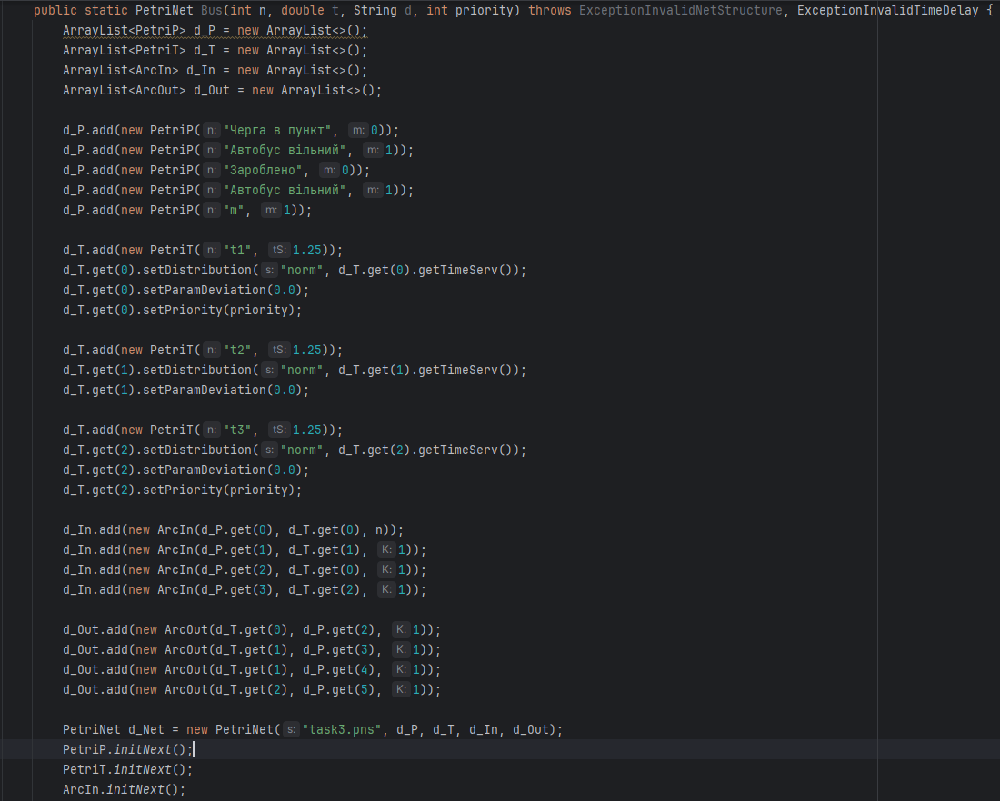 public static PetriNet Bus(int n, double t, String d, int priority) throws ExceptionInvalidNetStructure, ExceptionInvalidTimeDelay {
ArrayList<PetriP> d_P = new ArrayList<>();
ArrayList<PetriT> d_T = new ArrayList<>();
ArrayList<ArcIn> d_In = new ArrayList<>();
ArrayList<ArcOut> d_Out = new ArrayList<>();
d_P.add(new PetriP( n: "Черга в пункт", m: 0));
d_P.add(new PetriP( n: "Автобус вільний", m: 1));
d_P.add(new PetriP( n: "Зароблено", m: 0));
d_P.add(new PetriP( n: "Автобус вільний", m: 1));
d_P.add(new PetriP( n: "m", m: 1));
d_T.add(new PetriT( n: "t1", tS: 1.25));
d_T.get(0).setDistribution( s: "norm", d_T.get(0).getTimeServ());
d_T.get(0).setParamDeviation(0.0);
d_T.get(0).setPriority(priority);
d_T.add(new PetriT( n: "t2", tS: 1.25));
d_T.get(1).setDistribution( s: "norm", d_T.get(1).getTimeServ());
d_T.get(1).setParamDeviation(0.0);
d_T.add(new PetriT( n: "t3", tS: 1.25));
d_T.get(2).setDistribution( s: "norm", d_T.get(2).getTimeServ());
d_T.get(2).setParamDeviation(0.0);
d_T.get(2).setPriority(priority);
d_In.add(new ArcIn(d_P.get(0), d_T.get(0), n));
d_In.add(new ArcIn(d_P.get(1), d_T.get(1), K: 1));
d_In.add(new ArcIn(d_P.get(2), d_T.get(0), K: 1));
d_In.add(new ArcIn(d_P.get(3), d_T.get(2), K: 1));
d_Out.add(new ArcOut(d_T.get(0), d_P.get(2), K: 1));
d_Out.add(new ArcOut(d_T.get(1), d_P.get(3), K: 1));
d_Out.add(new ArcOut(d_T.get(1), d_P.get(4), K: 1));
d_Out.add(new ArcOut(d_T.get(2), d_P.get(5), K: 1));
PetriNet d_Net = new PetriNet( s: "task3.pns", d_P, d_T, d_In, d_Out);
PetriP.initNext();
PetriT.initNext();
ArcIn.initNext();